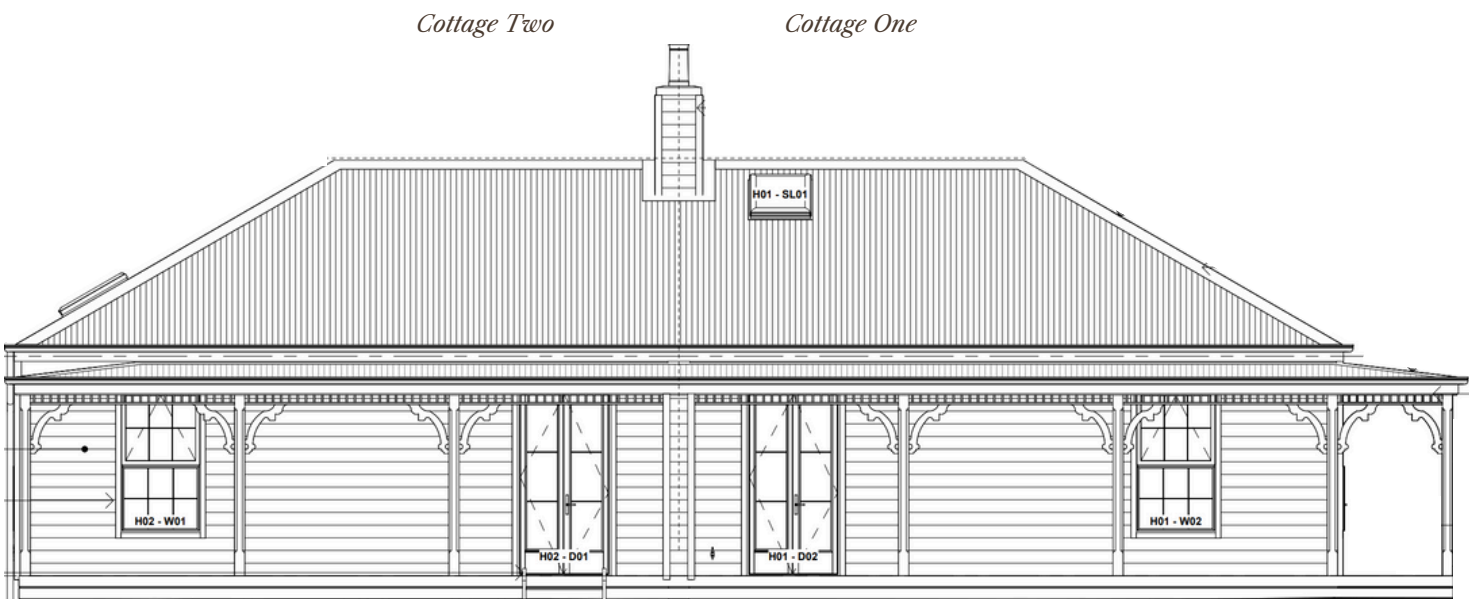 Cottage Two
Cottage One
H01 - SL01
H02 - W01
H01 - W02
H02 - D01
H01 - D02